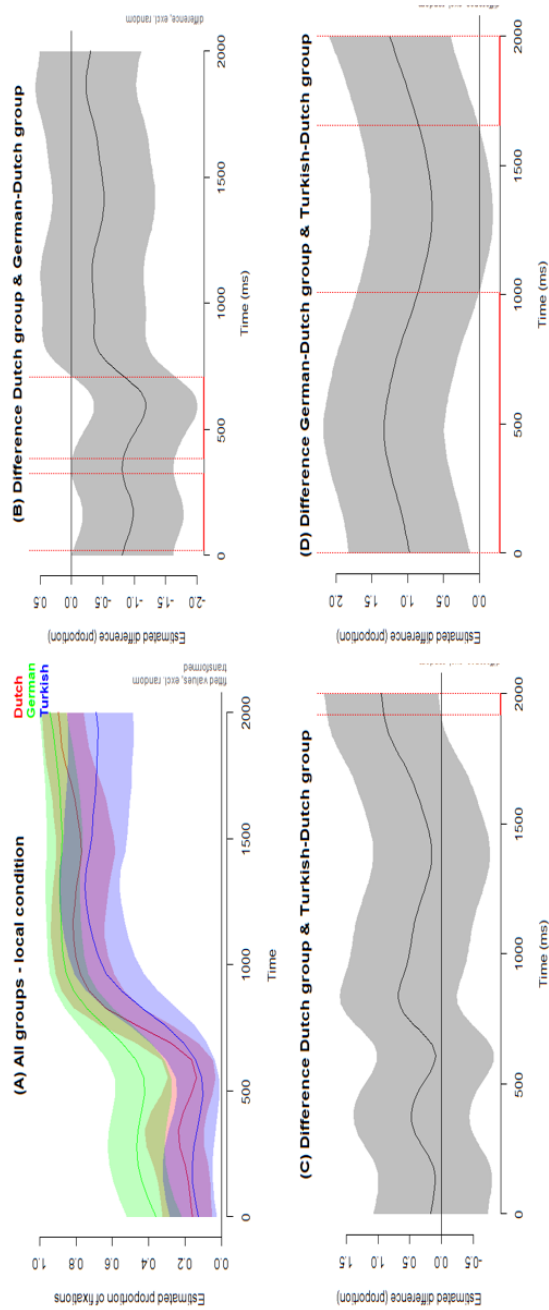 (A) All groups - local condition
Dutch
German
Turkish
Estimated proportion of fixations
0.0 0.2 0.4 0.6 0.8 1.0
0 500 1000 1500 2000
Time
fitted values, excl. random
transformed
(B) Difference Dutch group & German-Dutch group
Estimated difference (proportion)
0.5 0.0 -0.5 -1.0 -1.5 -2.0
0 500 1000 1500 2000
Time (ms)
difference, excl. random
(C) Difference Dutch group & Turkish-Dutch group
Estimated difference (proportion)
-0.5 0.0 0.5 1.0 1.5
0 500 1000 1500 2000
Time (ms)
(D) Difference German-Dutch group & Turkish-Dutch group
Estimated difference (proportion)
0.0 0.5 1.0 1.5 2.0
0 500 1000 1500 2000
Time (ms)